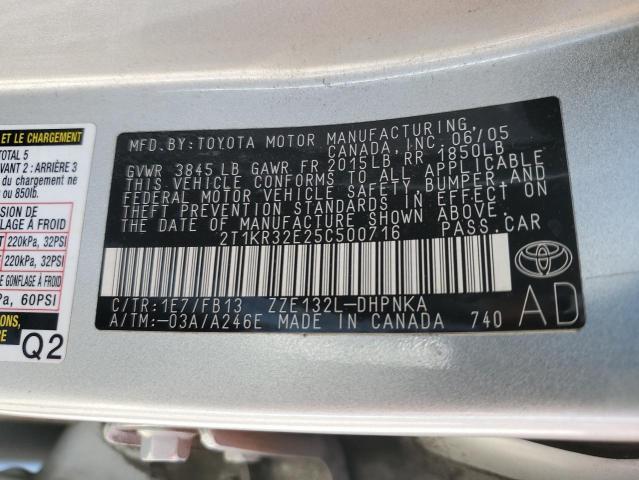 ET LE CHARGEMENT
TOTAL 5
AVANT 2 : ARRIÈRE 3
du chargement ne
ou 850lb.
LAGE À FROID
220kPa, 32PSI
220kPa, 32PSI
GONFLAGE À FROID
Pa, 60PSI
Q2
MFD. BY: TOYOTA MOTOR MANUFACTURING,
CANADA, INC. 06/05
GVWR 3845 LB GAWR FR 2015LB RR 1850LB
THIS VEHICLE CONFORMS TO ALL APPLICABLE
FEDERAL MOTOR VEHICLE SAFETY, BUMPER AND
THEFT PREVENTION STANDARDS IN EFFECT ON
THE DATE OF MANUFACTURE SHOWN ABOVE.
2T1KR32E25C500716 PASS.CAR
C/TR:1E7/FB13 ZZE132L-DHPNKA
A/TM:-03A/A246E MADE IN CANADA 740
AD